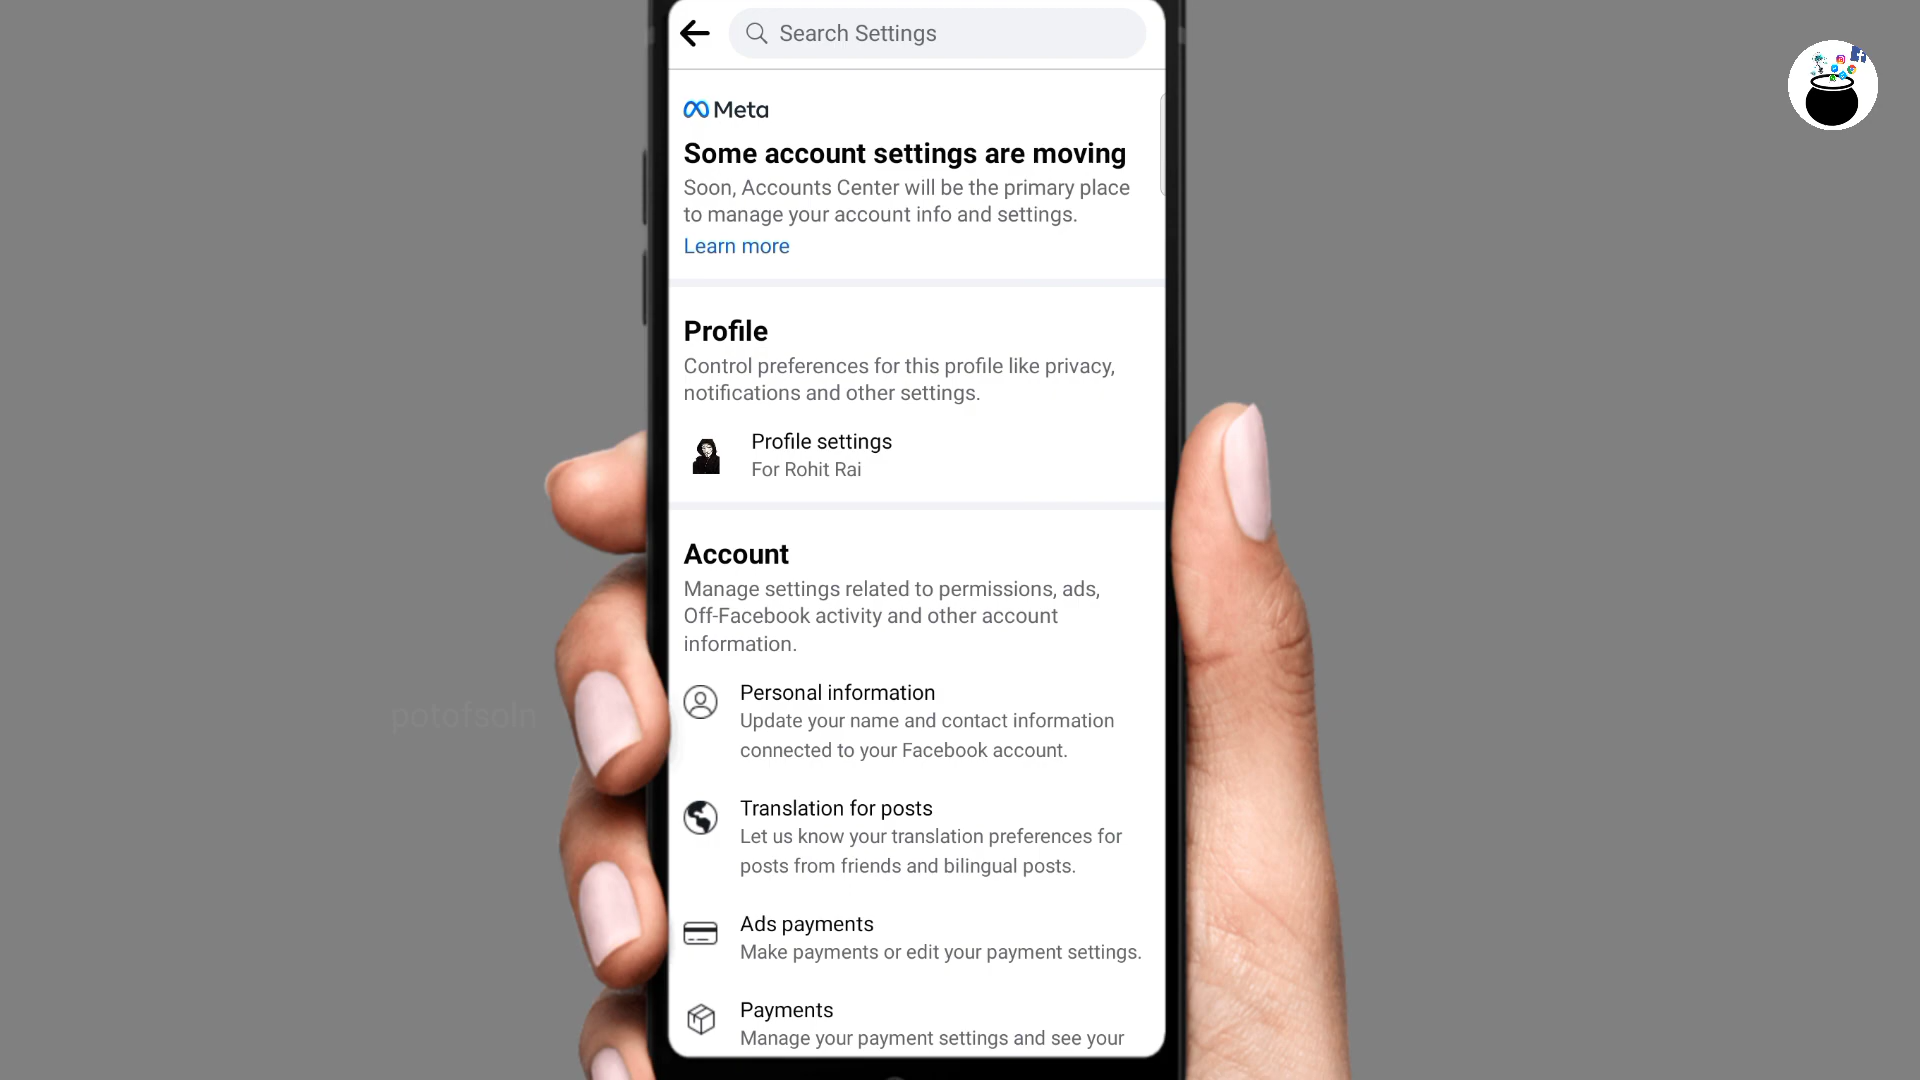 Search Settings
Meta
Some account settings are moving
Soon, Accounts Center will be the primary place
to manage your account info and settings.
Learn more
Profile
Control preferences for this profile like privacy,
notifications and other settings.
Profile settings
For Rohit Rai
Account
Manage settings related to permissions, ads,
Off-Facebook activity and other account
information.
Personal information
Update your name and contact information
connected to your Facebook account.
Translation for posts
Let us know your translation preferences for
posts from friends and bilingual posts.
Ads payments
Make payments or edit your payment settings.
Payments
Manage your payment settings and see your
potofsoln